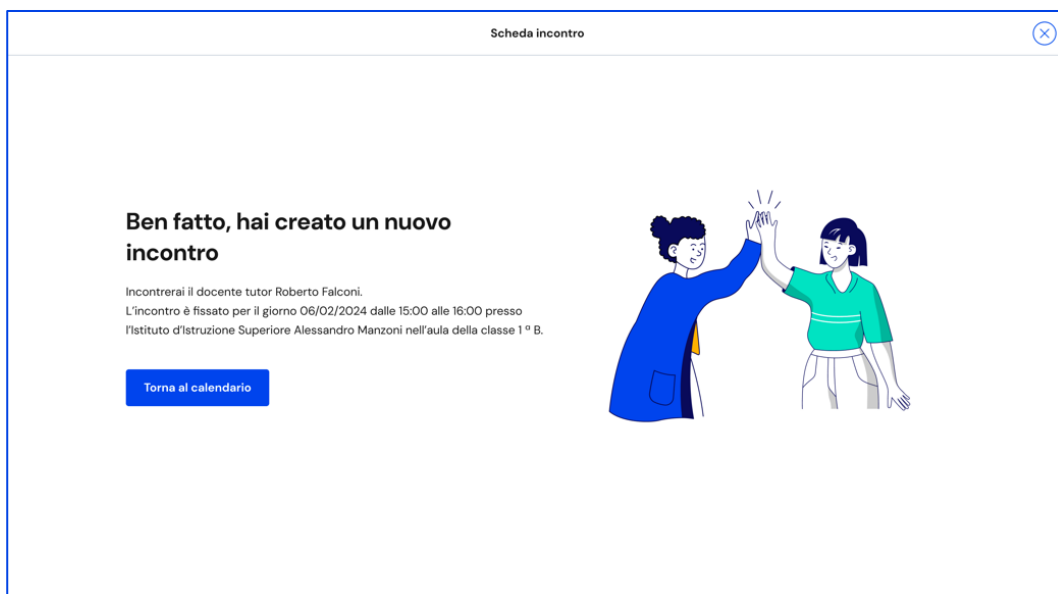 Scheda incontro
Ben fatto, hai creato un nuovo
incontro
Incontrerai il docente tutor Roberto Falconi.
L'incontro è fissato per il giorno 06/02/2024 dalle 15:00 alle 16:00 presso
l'Istituto d'Istruzione Superiore Alessandro Manzoni nell'aula della classe 1 ª B.
Torna al calendario